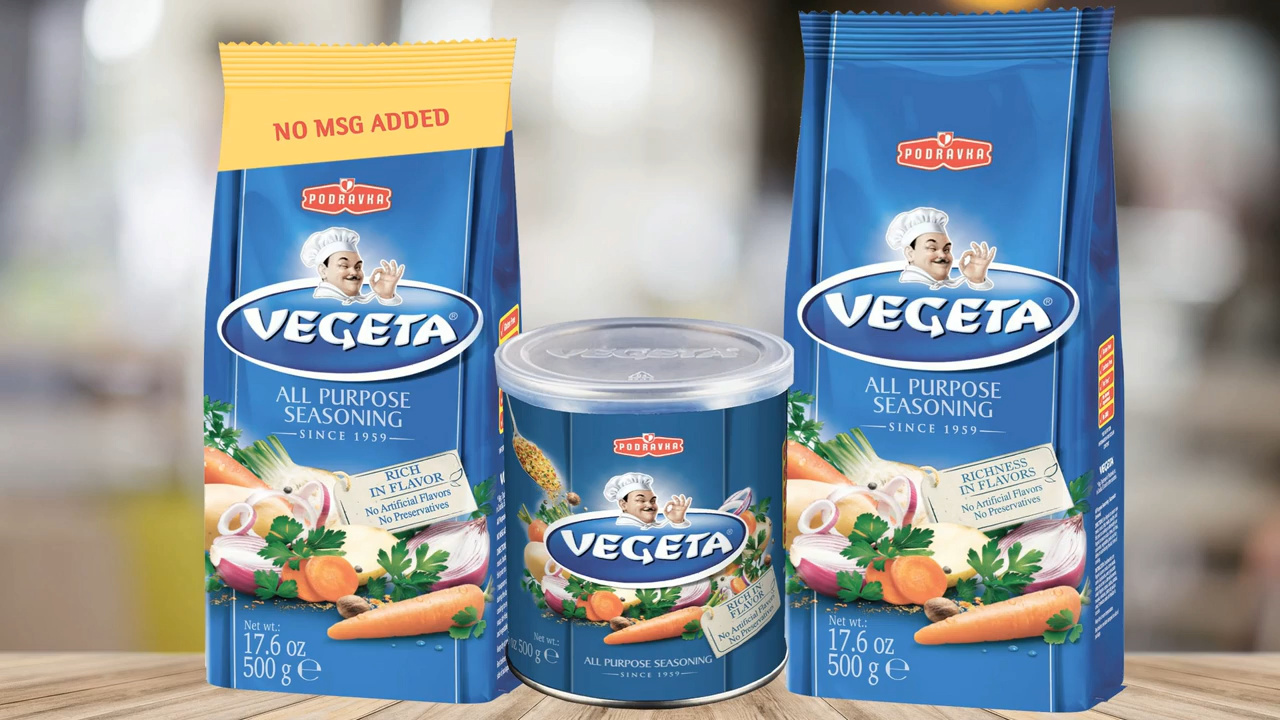 NO MSG ADDED
PODRAVKA
VEGETA®
ALL PURPOSE
SEASONING
SINCE 1959
RICH
IN FLAVOR
No Artificial Flavors
No Preservatives
Net wt.:
17.6 oz
500 g ℮
VEGETA
PODRAVKA
VEGETA®
RICH IN
FLAVOR
No Artificial Flavors
No Preservatives
Net wt.:
oz 500 g ℮
ALL PURPOSE SEASONING
SINCE 1959
PODRAVKA
VEGETA®
ALL PURPOSE
SEASONING
SINCE 1959
RICHNESS
IN FLAVORS
No Artificial Flavors
No Preservatives
Net wt.:
17.6 oz
500 g ℮
VEGETA